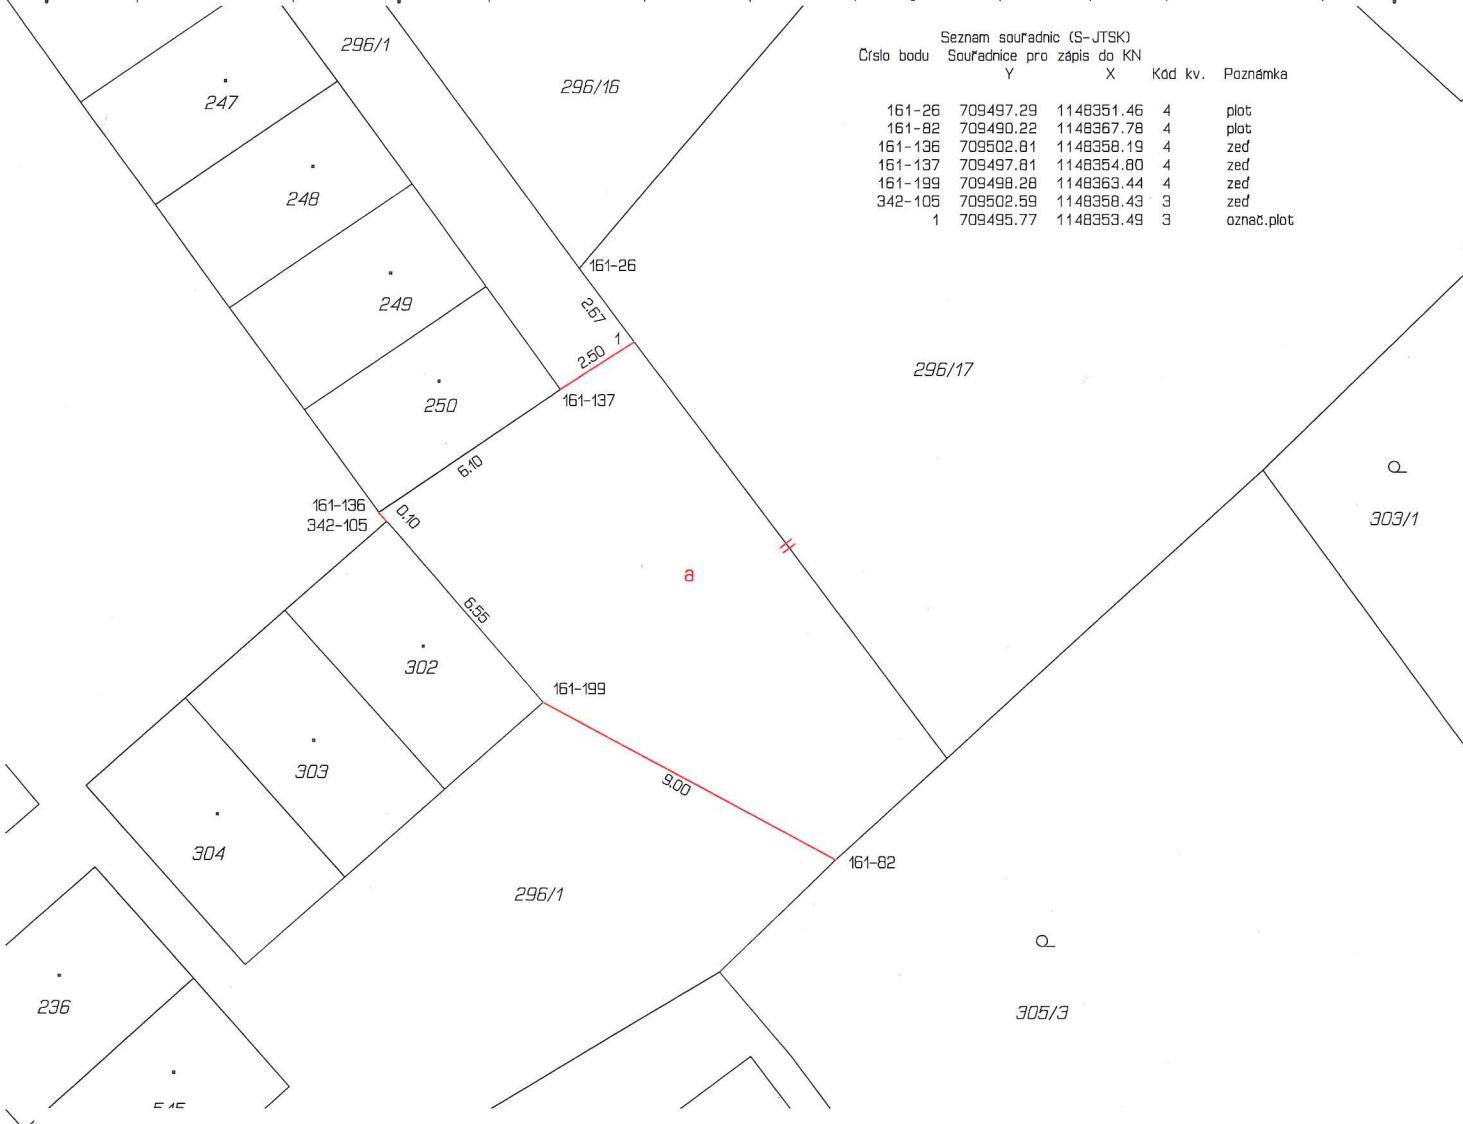 Seznam souřadnic (S-JTSK)
Číslo bodu Souřadnice pro zápis do KN
Y X Kód kv. Poznámka
161-26 709497.29 1148351.46 4 plot
161-82 709490.22 1148367.78 4 plot
161-136 709502.81 1148358.19 4 zeď
161-137 709497.81 1148354.80 4 zeď
161-199 709498.28 1148363.44 4 zeď
342-105 709502.59 1148358.43 3 zeď
1 709495.77 1148353.49 3 označ.plot
296/1
296/16
247
248
161-26
249
2.67
1
2.50
296/17
161-137
250
6.10
161-136
0.10
342-105
303/1
a
6.55
302
161-199
303
9.00
304
161-82
296/1
236
305/3